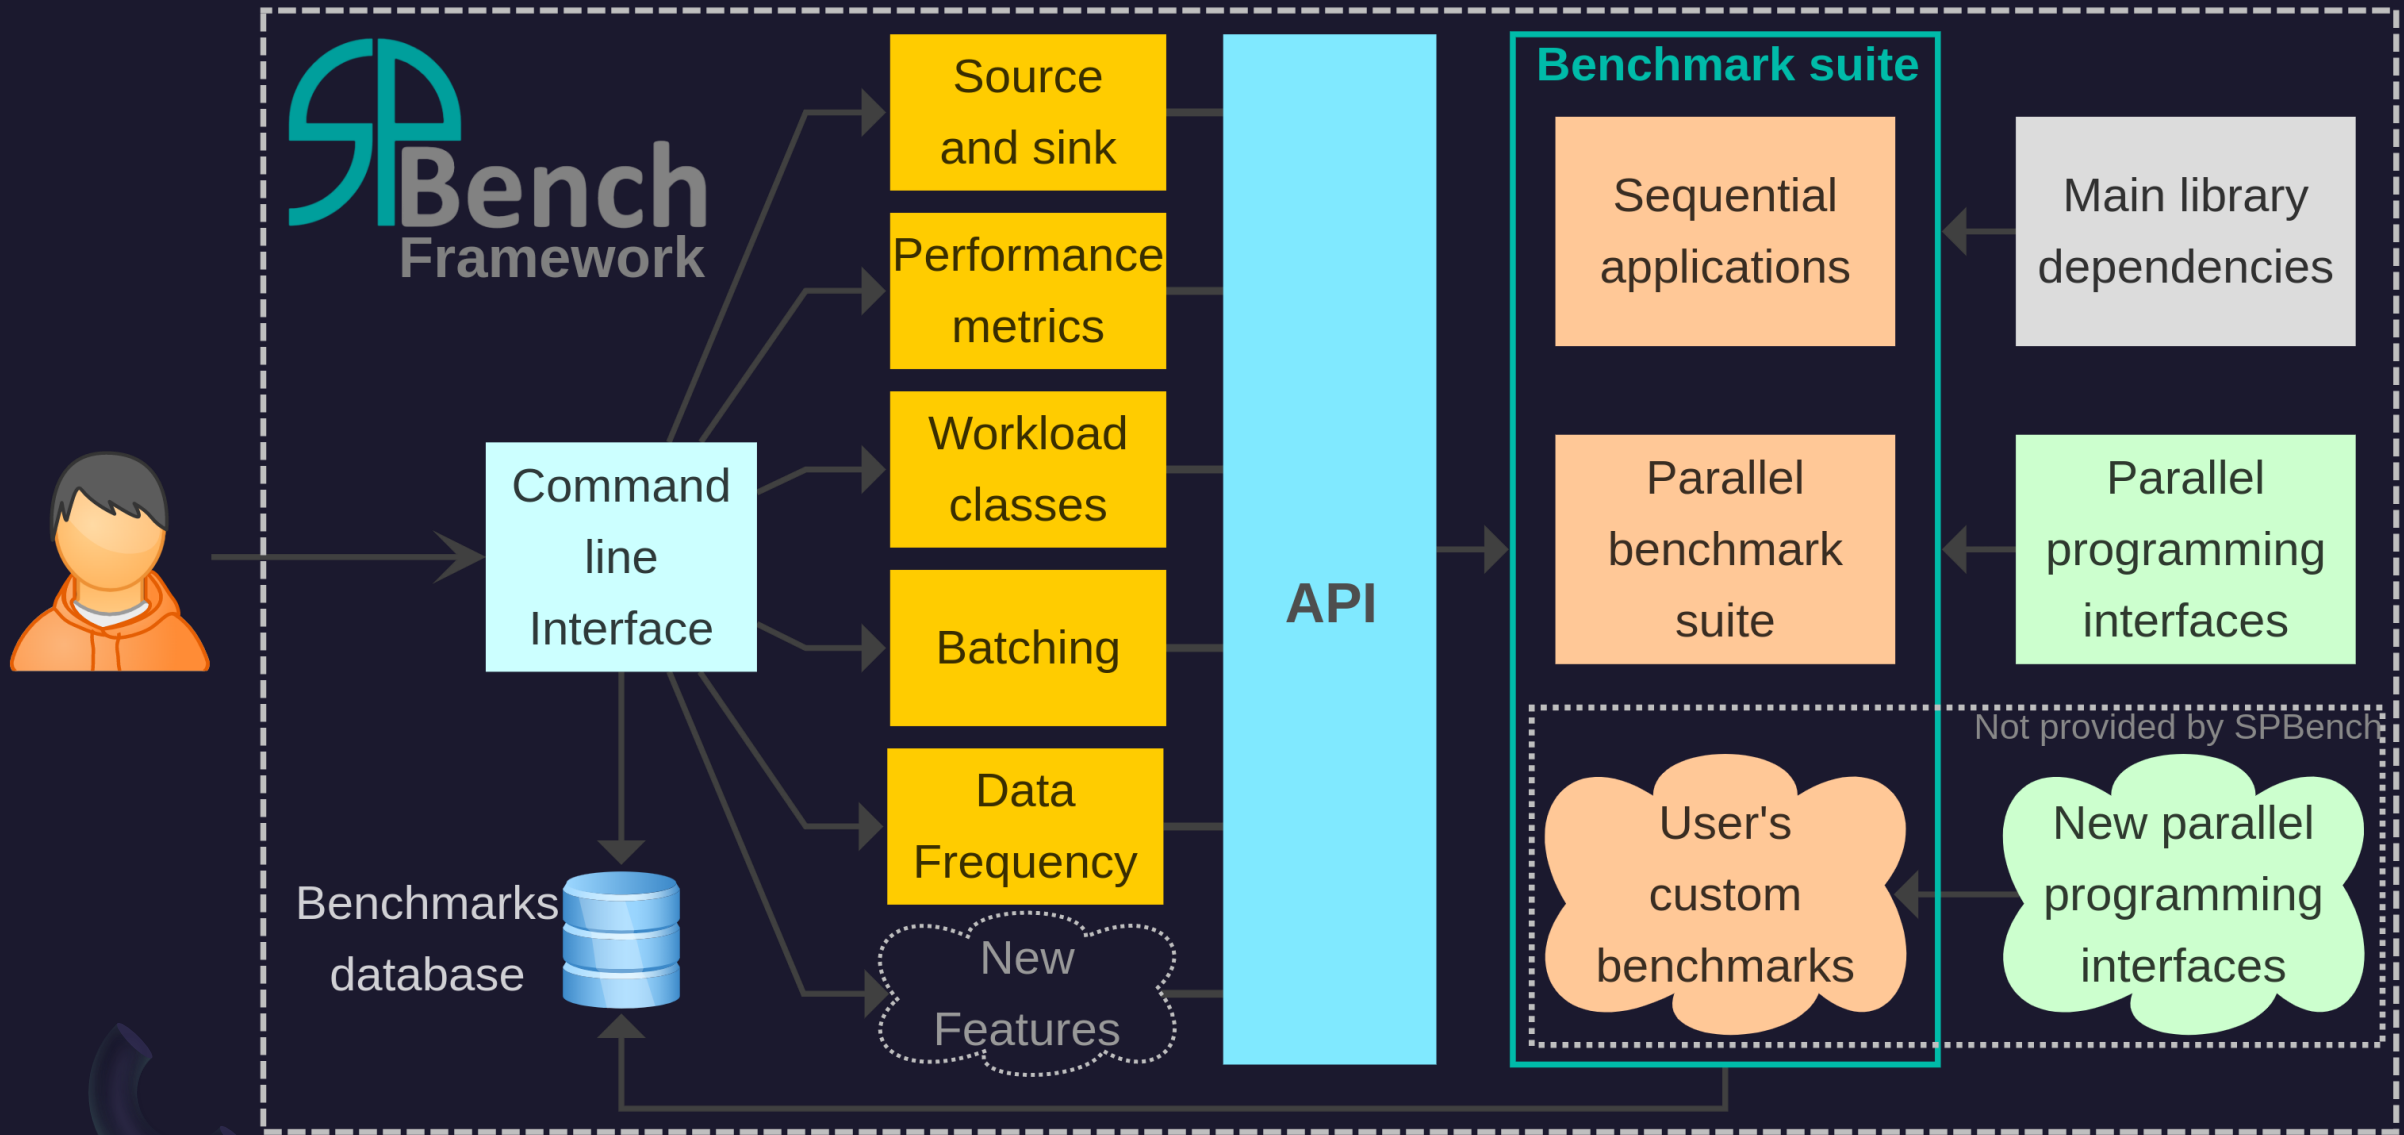 SP
Bench
Framework
Command
line
Interface
Benchmarks
database
Source
and sink
Performance
metrics
Workload
classes
Batching
Data
Frequency
New
Features
API
Benchmark suite
Sequential
applications
Parallel
benchmark
suite
User's
custom
benchmarks
Main library
dependencies
Parallel
programming
interfaces
Not provided by SPBench
New parallel
programming
interfaces